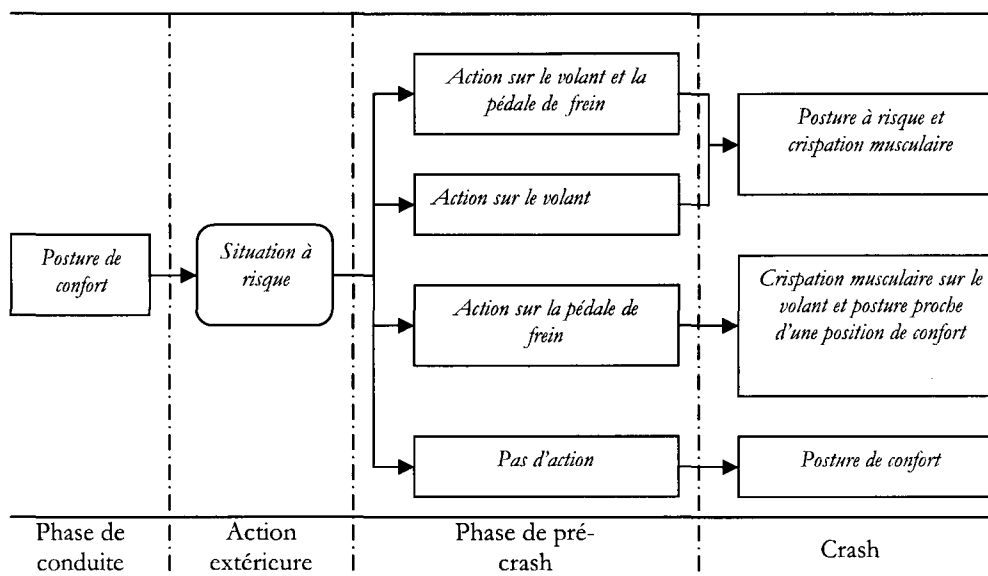 Action sur le volant et la
pédale de frein
Posture à risque et
crispation musculaire
Action sur le volant
Posture de
confort
Situation à
risque
Action sur la pédale de
frein
Crispation musculaire sur le
volant et posture proche
d'une position de confort
Pas d'action
Posture de confort
Phase de
conduite
Action
extérieure
Phase de pré-
crash
Crash